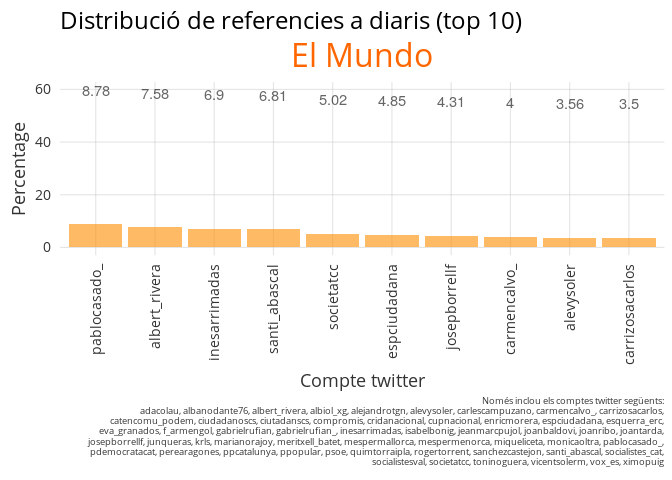 Distribució de referencies a diaris (top 10)
El Mundo
Percentage
60
40
20
0
8.78
7.58
6.9
6.81
5.02
4.85
4.31
4
3.56
3.5
pablocasado_
albert_rivera
inesarrimadas
santi_abascal
societatcc
espciudadana
josepborrellf
carmencalvo_
alevysoler
carrizosacarlos
Compte twitter
Només inclou els comptes twitter següents:
adacolau, albanodante76, albert_rivera, albiol_xg, alejandrotgn, alevysoler, carlescampuzano, carmencalvo_, carrizosacarlos,
catencomu_podem, ciudadanoscs, ciutadanscs, compromis, cridanacional, cupnacional, enricmorera, espciudadana, esquerra_erc,
eva_granados, f_armengol, gabrielrufian, gabrielrufian_, inesarrimadas, isabelbonig, jeanmarcpujol, joanbaldovi, joanribo, joantarda,
josepborrellf, junqueras, krls, marianorajoy, meritxell_batet, mespermallorca, mespermenorca, miqueliceta, monicaoltra, pablocasado_,
pdemocratacat, perearagones, ppcatalunya, ppopular, psoe, quimtorraipla, rogertorrent, sanchezcastejon, santi_abascal, socialistes_cat,
socialistesval, societatcc, toninoguera, vicentsolerm, vox_es, ximopuig